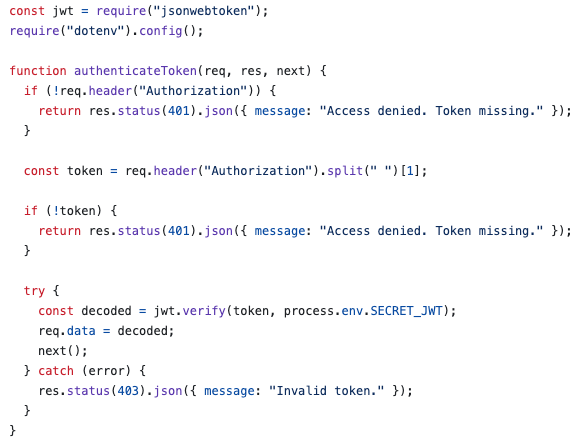 const jwt = require("jsonwebtoken");
require("dotenv").config();

function authenticateToken(req, res, next) {
  if (!req.header("Authorization")) {
    return res.status(401).json({ message: "Access denied. Token missing." });
  }

  const token = req.header("Authorization").split(" ")[1];

  if (!token) {
    return res.status(401).json({ message: "Access denied. Token missing." });
  }

  try {
    const decoded = jwt.verify(token, process.env.SECRET_JWT);
    req.data = decoded;
    next();
  } catch (error) {
    res.status(403).json({ message: "Invalid token." });
  }
}